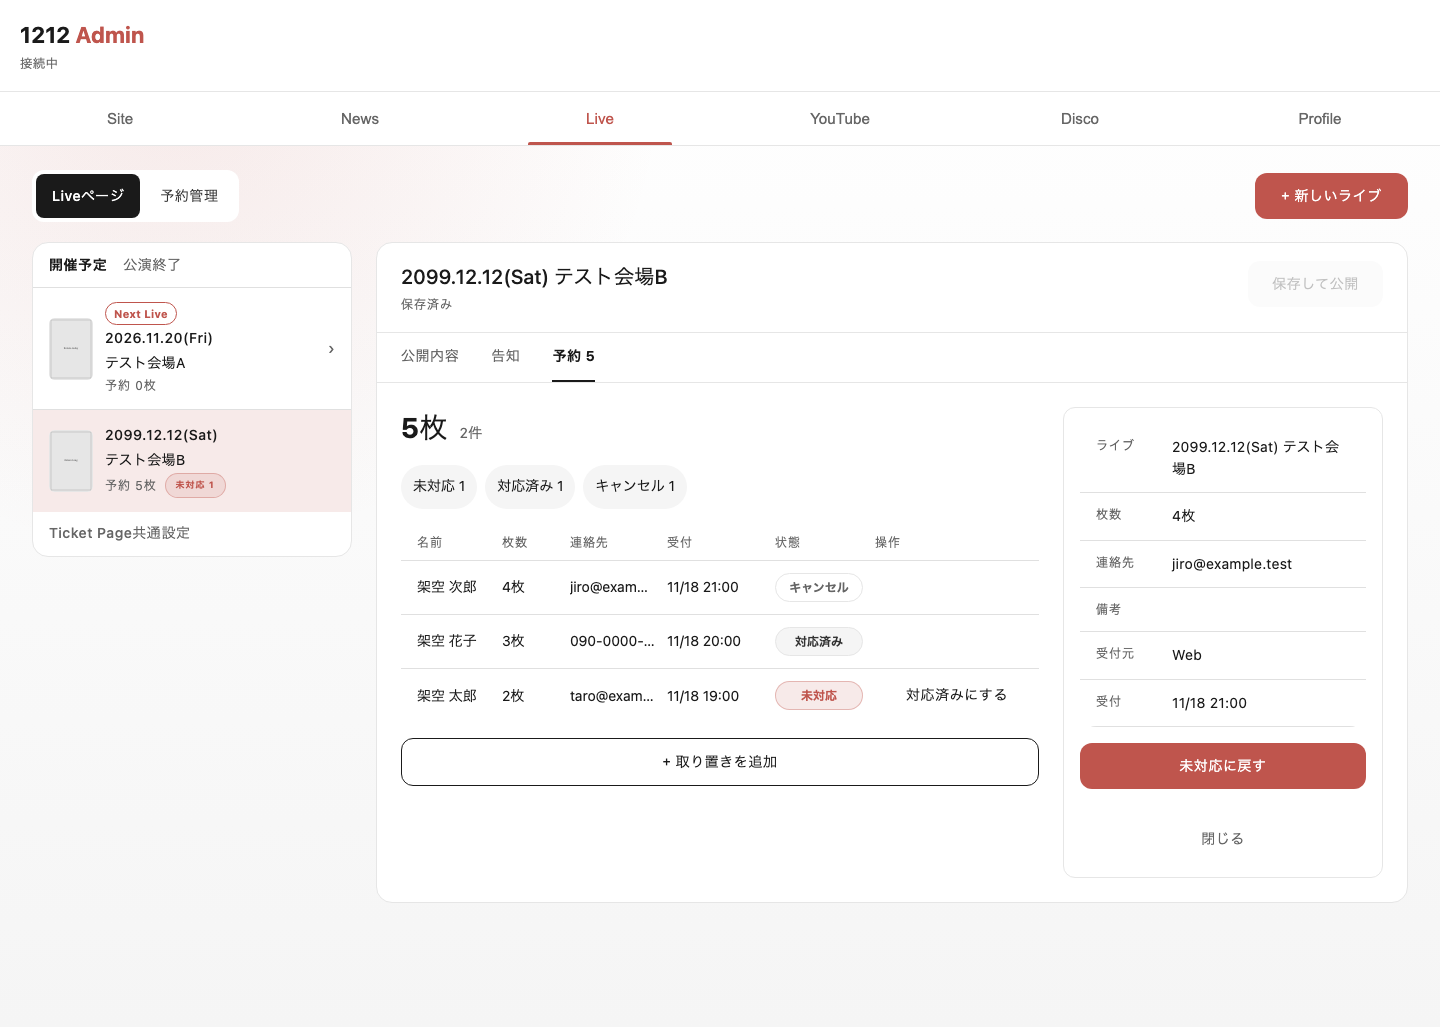 1212 Admin
接続中
Site
News
Live
YouTube
Disco
Profile
Liveページ
予約管理
+ 新しいライブ
開催予定
公演終了
Next Live
2026.11.20(Fri)
テスト会場A
予約 0枚
›
2099.12.12(Sat)
テスト会場B
予約 5枚
未対応 1
Ticket Page共通設定
2099.12.12(Sat) テスト会場B
保存済み
保存して公開
公開内容
告知
予約 5
5枚 2件
未対応 1
対応済み 1
キャンセル 1
名前 枚数 連絡先 受付 状態 操作
架空 次郎 4枚 jiro@exam... 11/18 21:00 キャンセル
架空 花子 3枚 090-0000-... 11/18 20:00 対応済み
架空 太郎 2枚 taro@exam... 11/18 19:00 未対応 対応済みにする
+ 取り置きを追加
ライブ 2099.12.12(Sat) テスト会
場B
枚数 4枚
連絡先 jiro@example.test
備考
受付元 Web
受付 11/18 21:00
未対応に戻す
閉じる